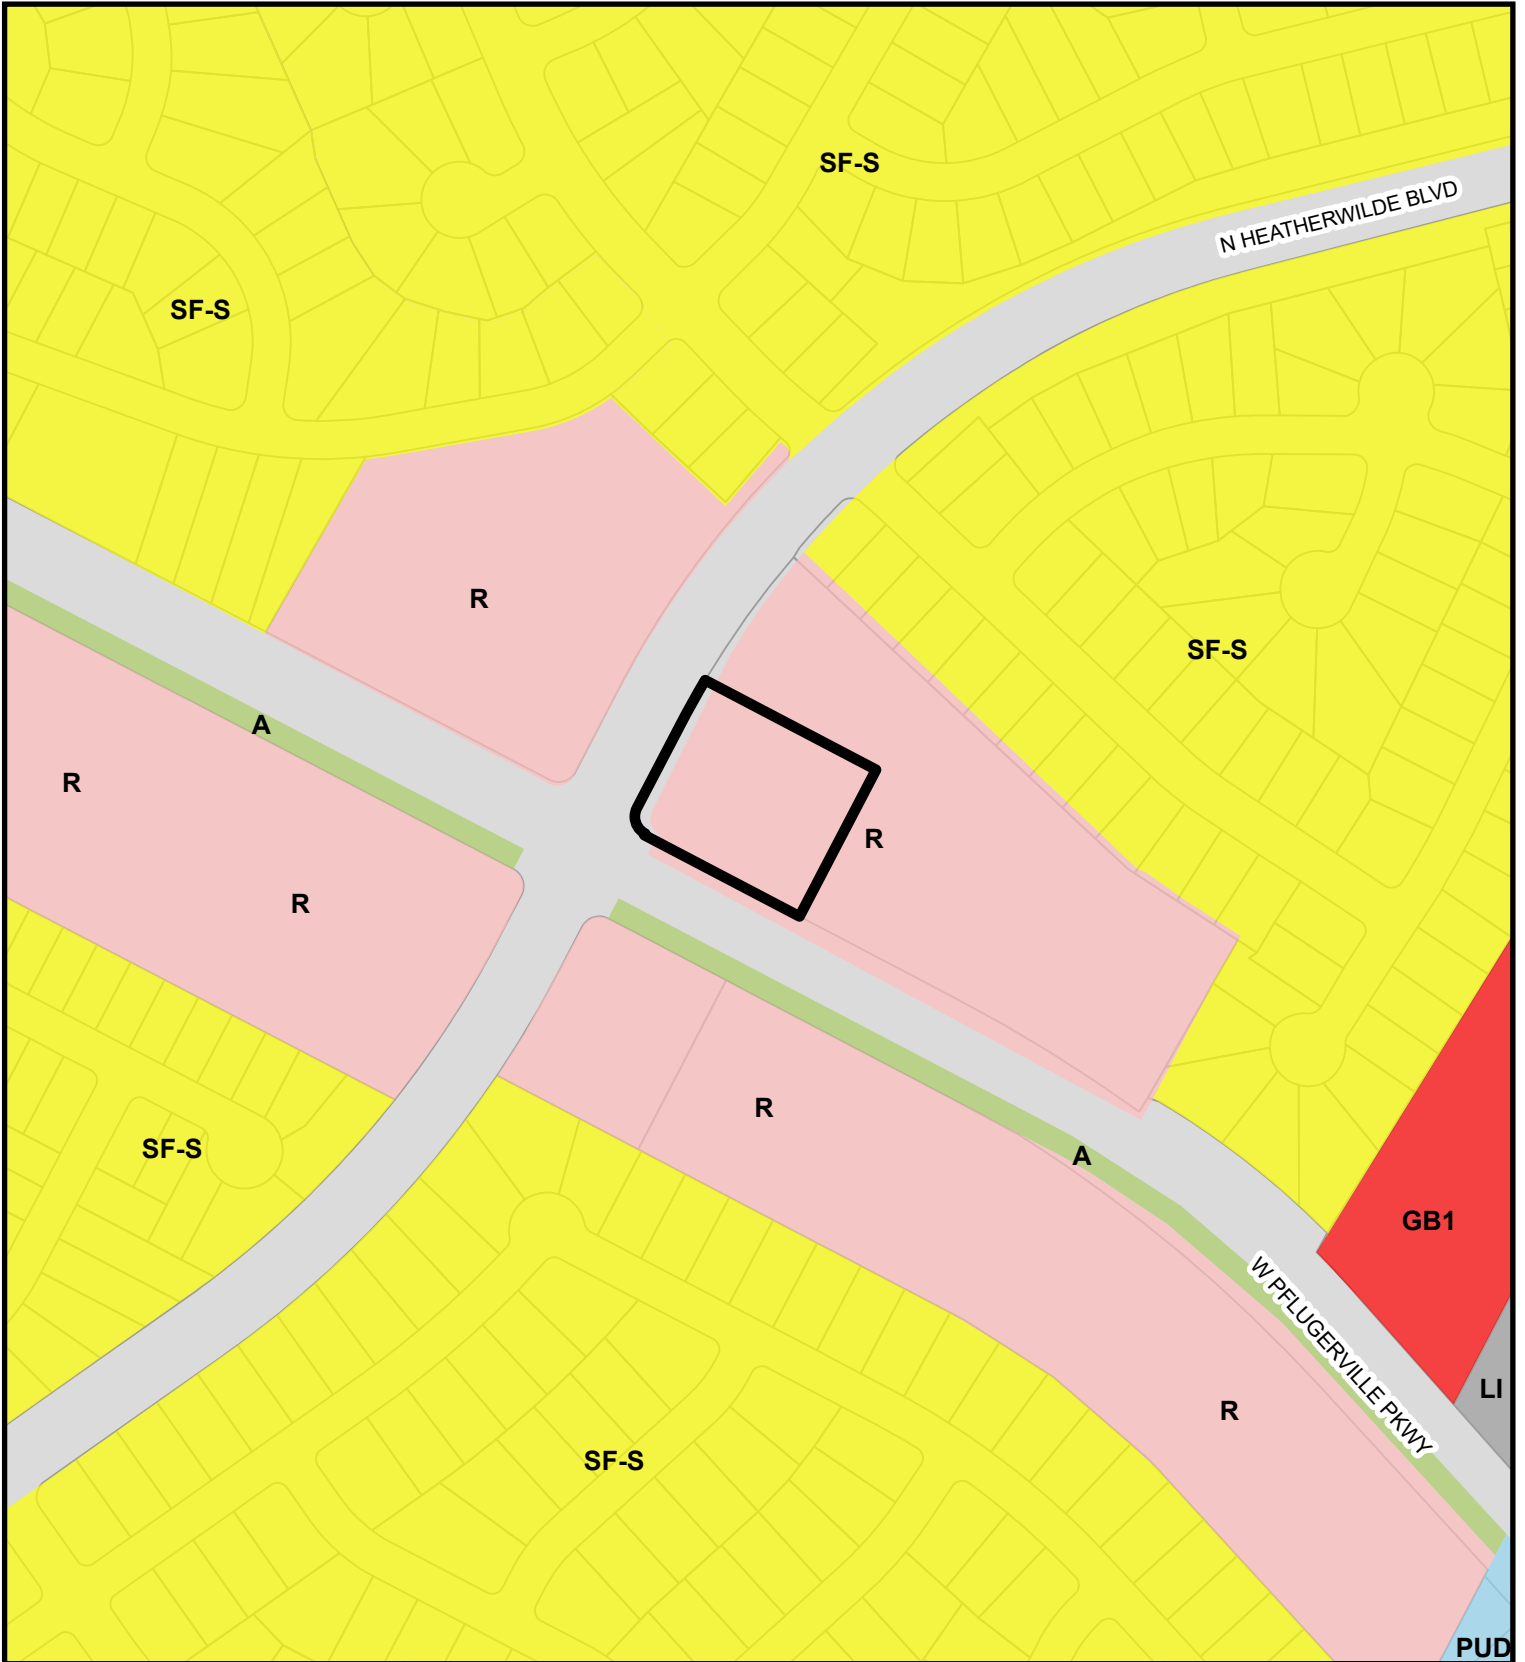 SF-S
N HEATHERWILDE BLVD
SF-S
R
SF-S
A
R
R
R
R
SF-S
A
GB1
W PFLUGERVILLE PKWY
LI
R
SF-S
PUD